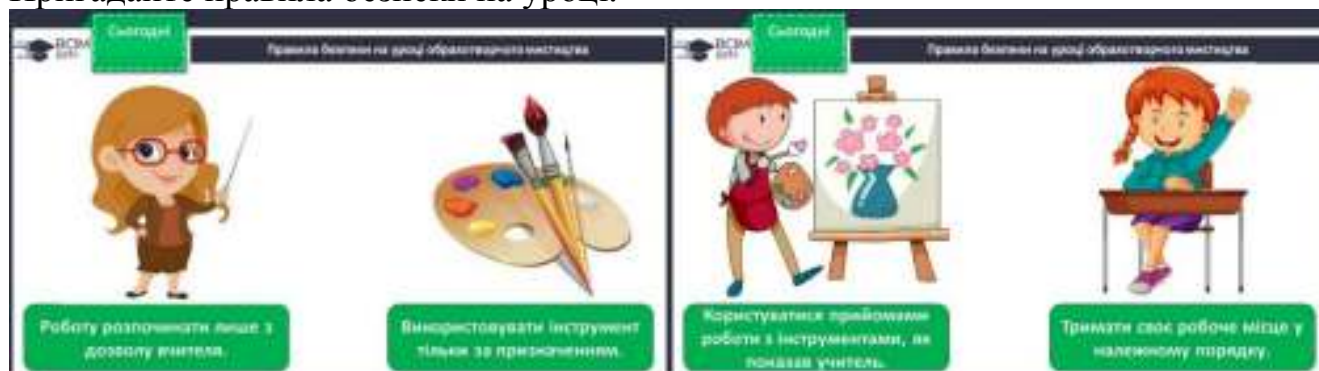 Пригадайте правила безпеки на уроці.
Сьогодні
BCIM
Правила безпеки на уроці образотворчого мистецтва
Роботу розпочинати лише з
дозволу вчителя.
Використовувати інструмент
тільки за призначенням.
Сьогодні
BCIM
Правила безпеки на уроці образотворчого мистецтва
Користуватися прийомами
роботи з інструментами, як
показав учитель.
Тримати своє робоче місце у
належному порядку.